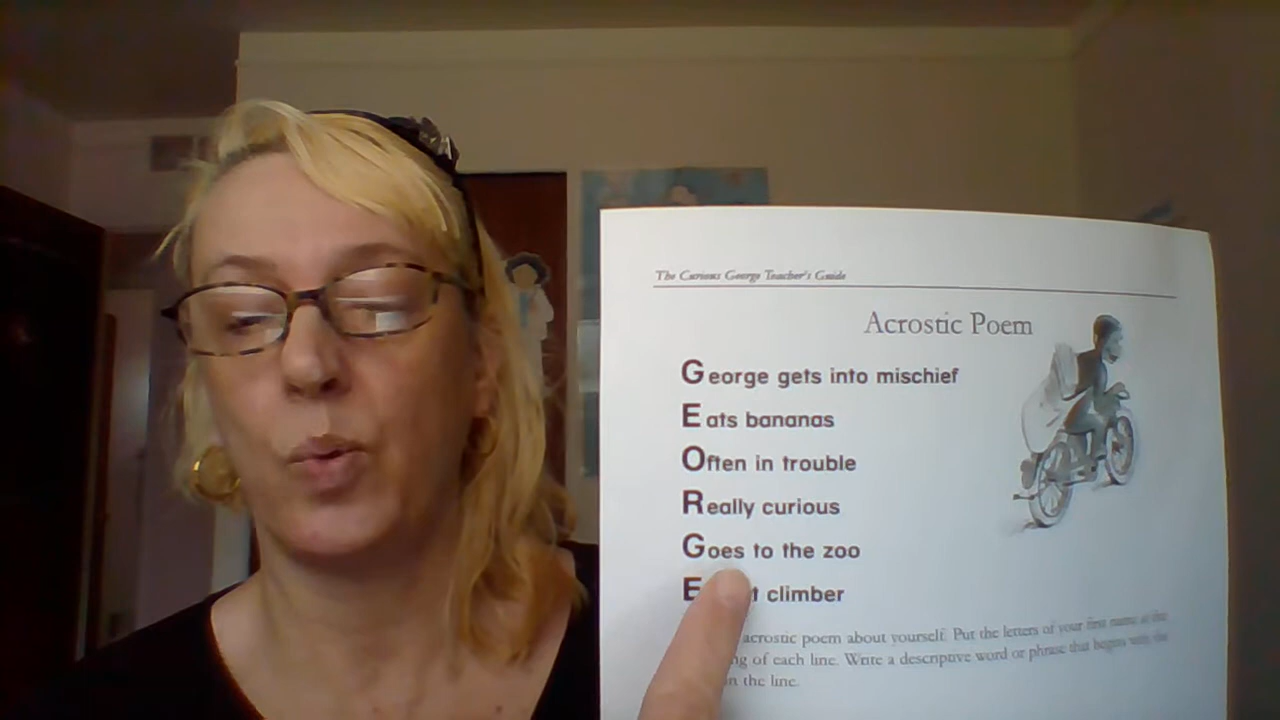 The Curious George Teacher's Guide
Acrostic Poem
George gets into mischief
Eats bananas
Often in trouble
Really curious
Goes to the zoo
E t climber
acrostic poem about yourself. Put the letters of your first name at the
ng of each line. Write a descriptive word or phrase that begins with the
n the line.